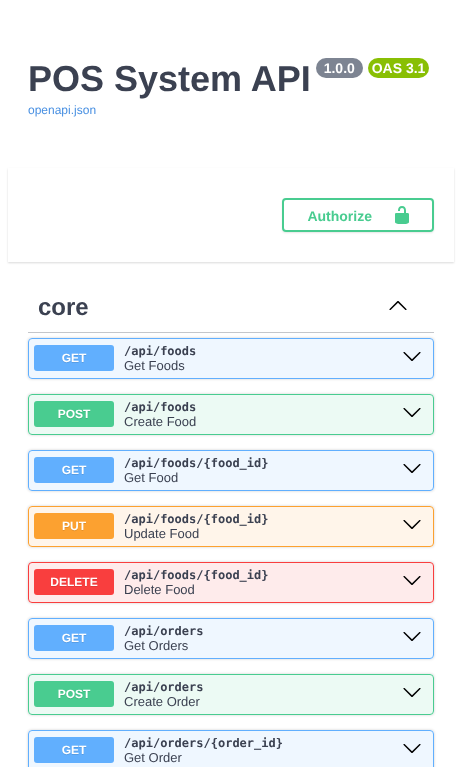 POS System API 1.0.0 OAS 3.1
openapi.json
Authorize
core
GET /api/foods
Get Foods
POST /api/foods
Create Food
GET /api/foods/{food_id}
Get Food
PUT /api/foods/{food_id}
Update Food
DELETE /api/foods/{food_id}
Delete Food
GET /api/orders
Get Orders
POST /api/orders
Create Order
GET /api/orders/{order_id}
Get Order